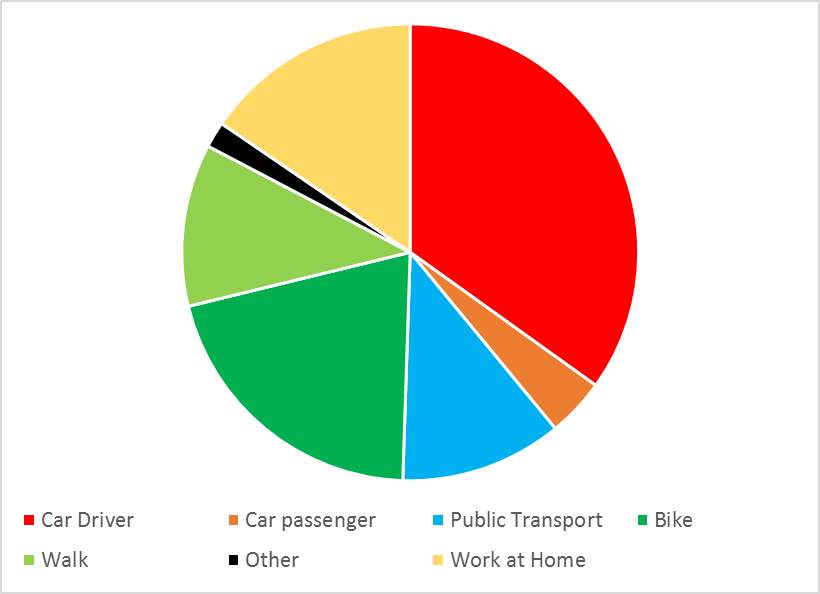 Car Driver Car passenger Public Transport Bike
Walk Other Work at Home